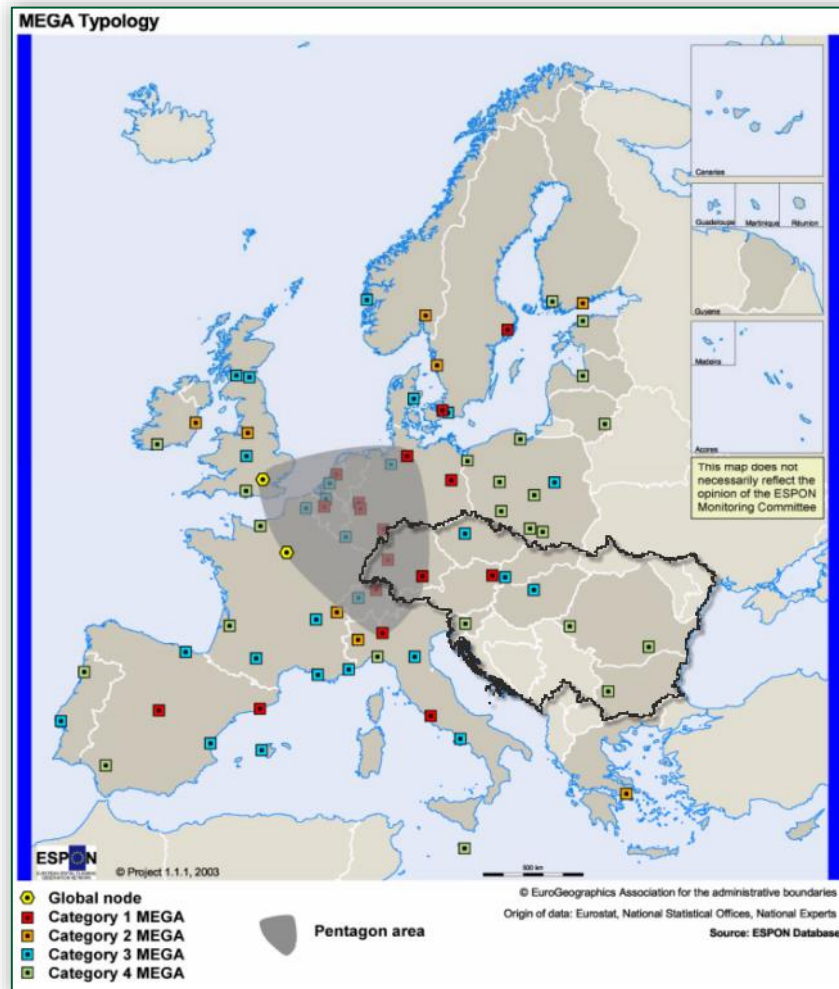 MEGA Typology
Canaries
Guadeloupe
Martinique
Réunion
Guyane
Madeira
Acores
This map does not
necessarily reflect the
opinion of the ESPON
Monitoring Committee
500 km
ESPON
© Project 1.1.1, 2003
Global node
Category 1 MEGA
Category 2 MEGA
Category 3 MEGA
Category 4 MEGA
Pentagon area
© EuroGeographics Association for the administrative boundaries
Origin of data: Eurostat, National Statistical Offices, National Experts
Source: ESPON Database